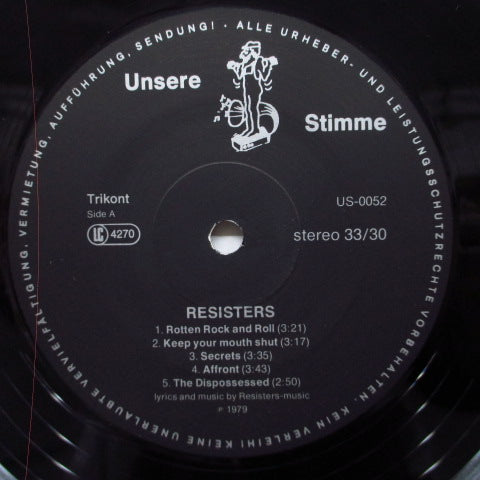 ALLE URHEBER- UND LEISTUNGSSCHUTZRECHTE VORBEHALTEN. KEIN VERLEIH! KEINE UNERLAUBTE VERVIELFÄLTIGUNG, VERMIETUNG, AUFFÜHRUNG, SENDUNG! ·
Unsere
Stimme
Trikont
Side A
LC 4270
US-0052
stereo 33/30
RESISTERS
1. Rotten Rock and Roll (3:21)
2. Keep your mouth shut (3:17)
3. Secrets (3:35)
4. Affront (3:43)
5. The Dispossessed (2:50)
lyrics and music by Resisters-music
P 1979